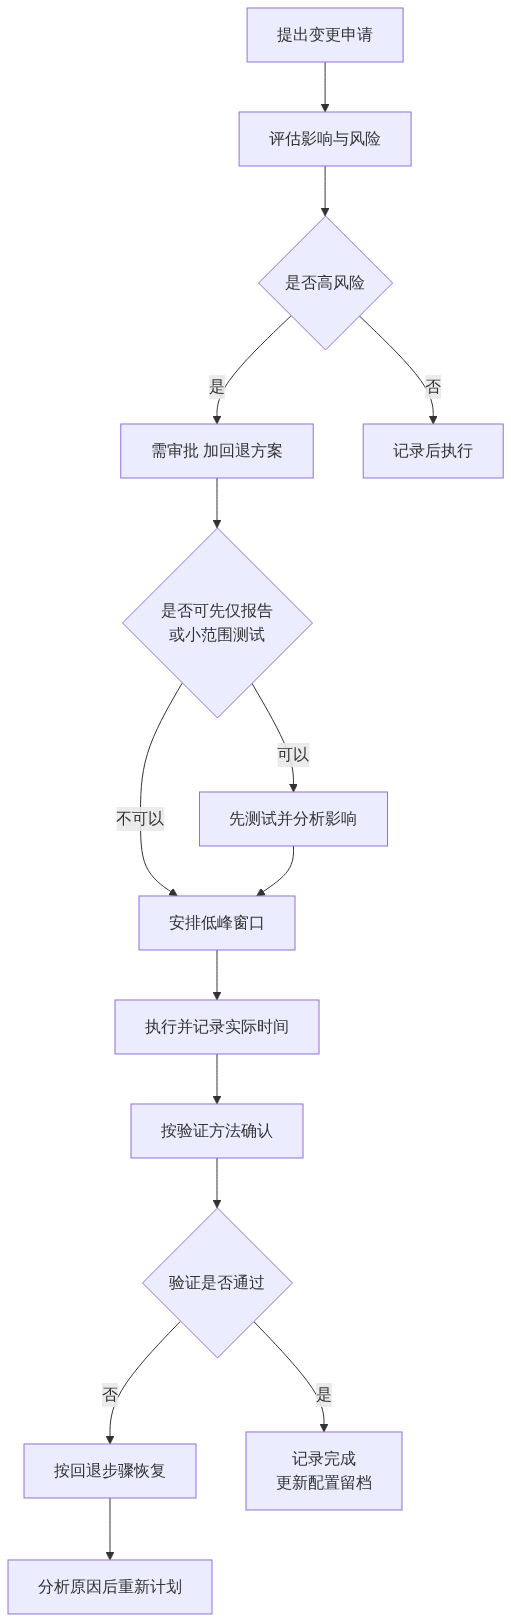 提出变更申请
评估影响与风险
是否高风险
是
否
需审批 加回退方案
记录后执行
是否可先仅报告
或小范围测试
可以
不可以
先测试并分析影响
安排低峰窗口
执行并记录实际时间
按验证方法确认
验证是否通过
否
是
按回退步骤恢复
记录完成
更新配置留档
分析原因后重新计划